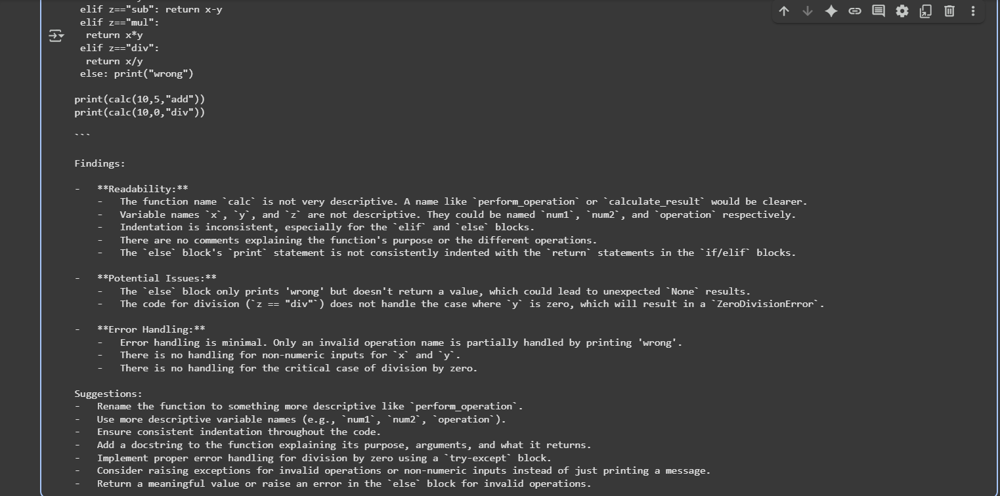 elif z=="sub": return x-y
elif z=="mul":
return x*y
elif z=="div":
return x/y
else: print("wrong")
print(calc(10,5,"add"))
print(calc(10,0,"div"))
```
Findings:
- **Readability:**
- The function name `calc` is not very descriptive. A name like `perform_operation` or `calculate_result` would be clearer.
- Variable names `x`, `y`, and `z` are not descriptive. They could be named `num1`, `num2`, and `operation` respectively.
- Indentation is inconsistent, especially for the `elif` and `else` blocks.
- There are no comments explaining the function's purpose or the different operations.
- The `else` block's `print` statement is not consistently indented with the `return` statements in the `if/elif` blocks.
- **Potential Issues:**
- The `else` block only prints 'wrong' but doesn't return a value, which could lead to unexpected `None` results.
- The code for division (`z == "div"`) does not handle the case where `y` is zero, which will result in a `ZeroDivisionError`.
- **Error Handling:**
- Error handling is minimal. Only an invalid operation name is partially handled by printing 'wrong'.
- There is no handling for non-numeric inputs for `x` and `y`.
- There is no handling for the critical case of division by zero.
Suggestions:
- Rename the function to something more descriptive like `perform_operation`.
- Use more descriptive variable names (e.g., `num1`, `num2`, `operation`).
- Ensure consistent indentation throughout the code.
- Add a docstring to the function explaining its purpose, arguments, and what it returns.
- Implement proper error handling for division by zero using a `try-except` block.
- Consider raising exceptions for invalid operations or non-numeric inputs instead of just printing a message.
- Return a meaningful value or raise an error in the `else` block for invalid operations.